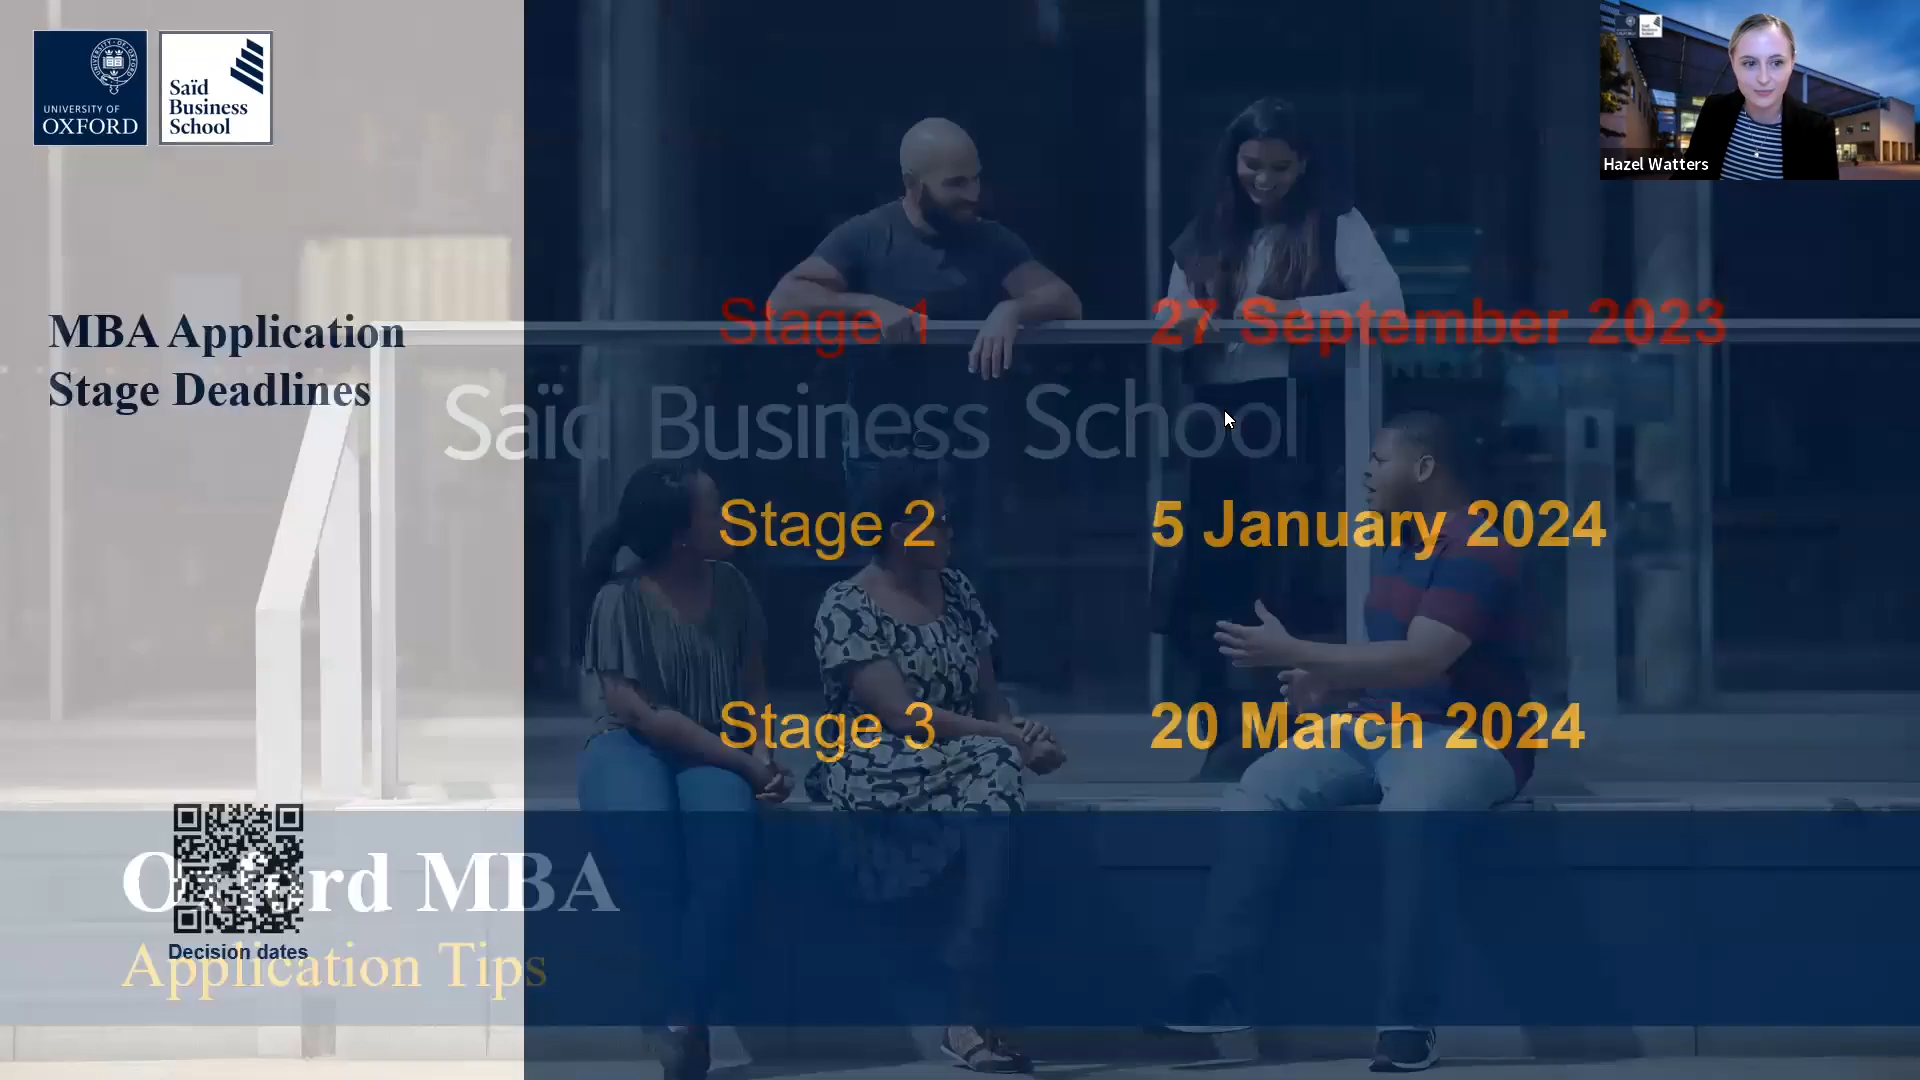 UNIVERSITY OF
OXFORD
Saïd
Business
School
Hazel Watters
MBA Application
Stage Deadlines
Stage 1
27 September 2023
Saïd Business School
Stage 2
5 January 2024
Stage 3
20 March 2024
Oxford MBA
Decision dates
Application Tips